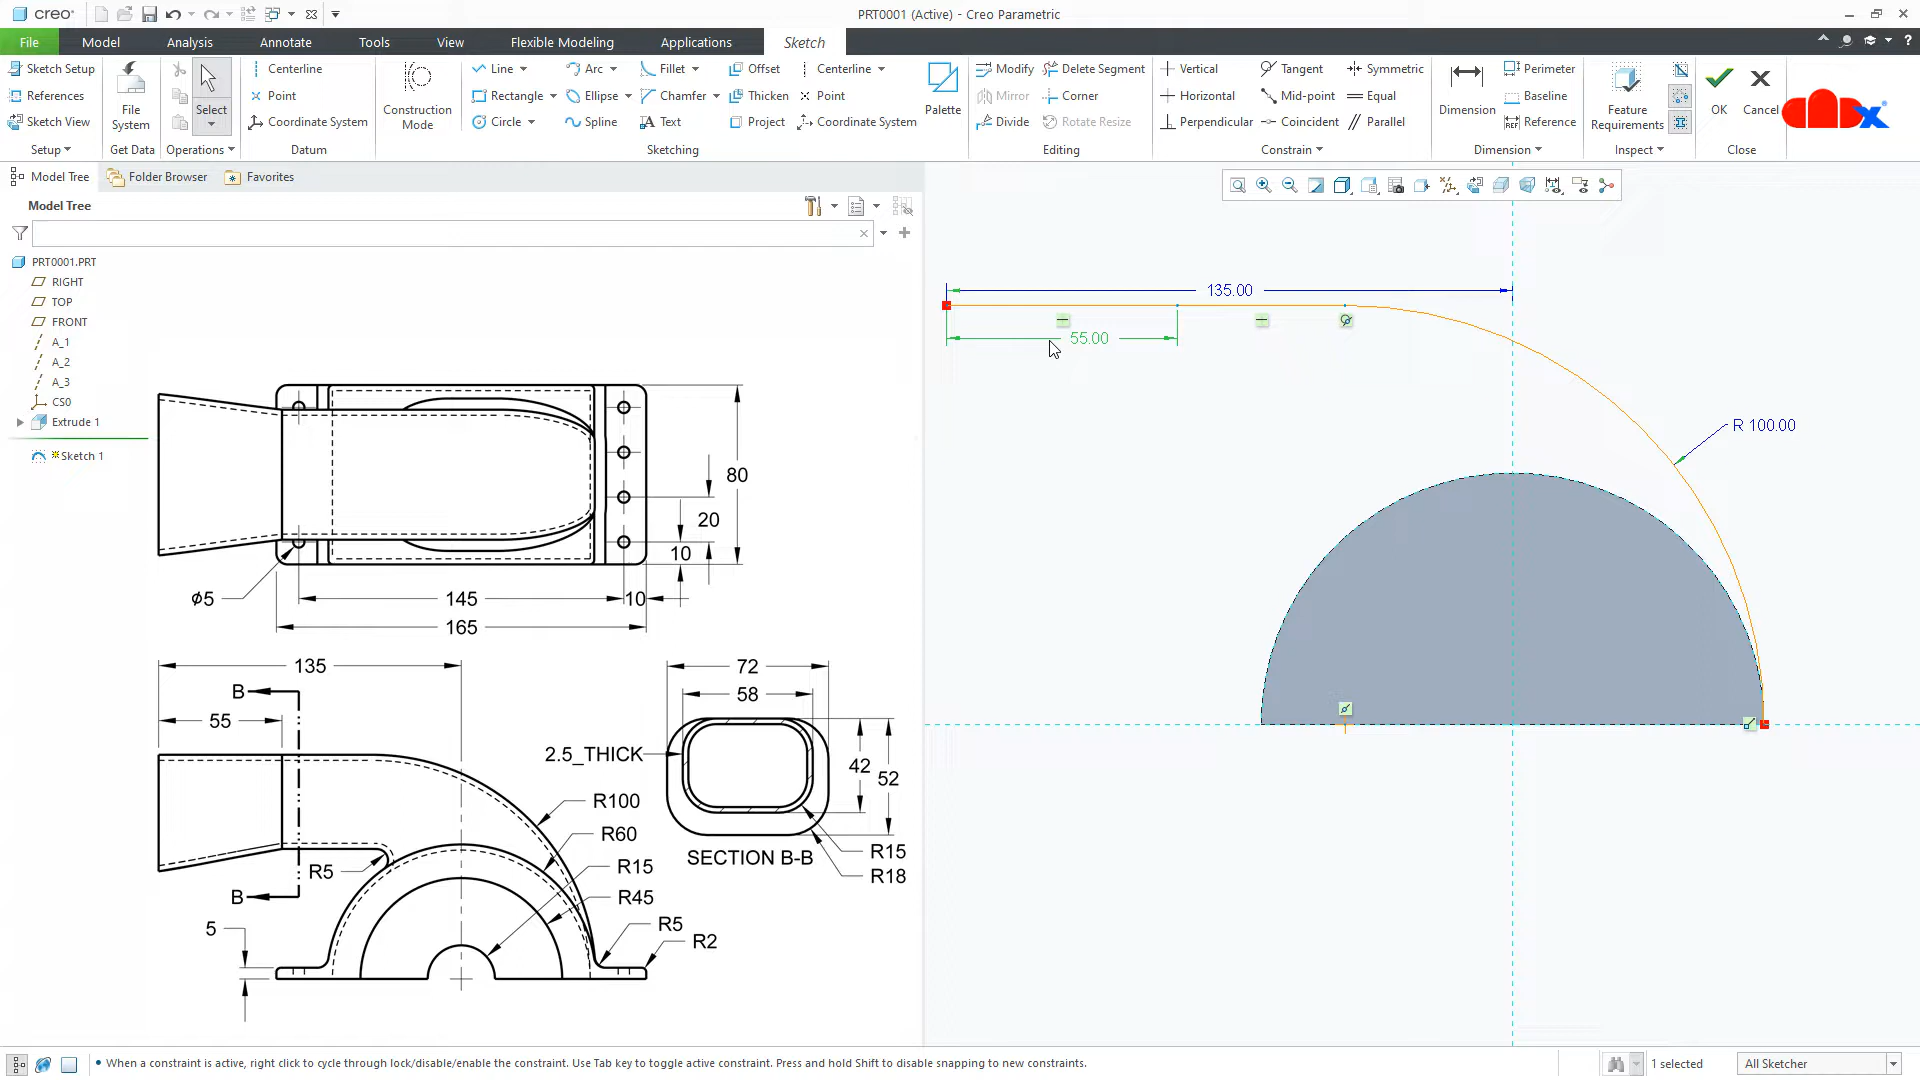 creo
PRT0001 (Active) - Creo Parametric
File Model Analysis Annotate Tools View Flexible Modeling Applications Sketch
Sketch Setup
References
Sketch View
Setup
File System
Get Data
Select
Operations
Centerline
Point
Coordinate System
Datum
Construction Mode
Line Arc Fillet Offset Centerline
Rectangle Ellipse Chamfer Thicken Point
Circle Spline Text Project Coordinate System
Palette
Sketching
Modify Delete Segment
Mirror Corner
Divide Rotate Resize
Editing
Vertical Tangent Symmetric
Horizontal Mid-point Equal
Perpendicular Coincident Parallel
Constrain
Dimension
Perimeter
Baseline
REF Reference
Dimension
Feature Requirements
Inspect
OK Cancel
Close
Model Tree Folder Browser Favorites
Model Tree
PRT0001.PRT
RIGHT
TOP
FRONT
A_1
A_2
A_3
CS0
Extrude 1
Sketch 1
80
20
10
Ø5
145
10
165
135
B
55
B
R5
5
R100
R60
R15
R45
R5
R2
72
58
2.5_THICK
42
52
SECTION B-B
R15
R18
135.00
55.00
R 100.00
When a constraint is active, right click to cycle through lock/disable/enable the constraint. Use Tab key to toggle active constraint. Press and hold Shift to disable snapping to new constraints.
1 selected
All Sketcher